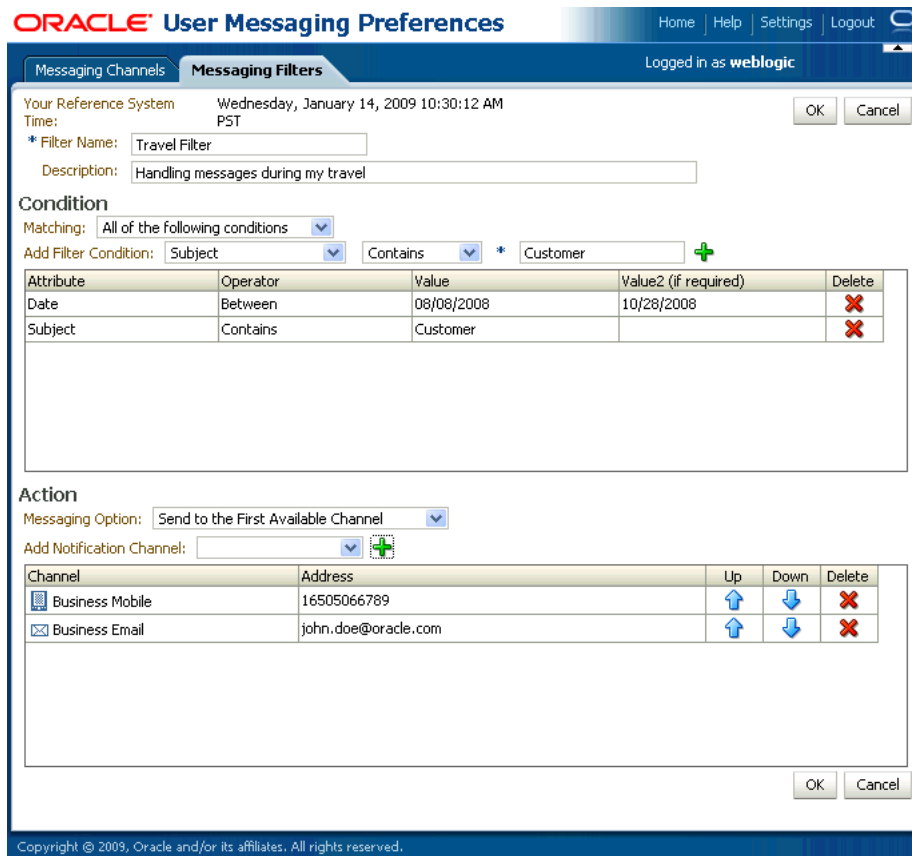 ORACLE® User Messaging Preferences
Home | Help | Settings | Logout
Messaging Channels Messaging Filters
Logged in as weblogic
Your Reference System Time: Wednesday, January 14, 2009 10:30:12 AM PST
OK Cancel
* Filter Name: Travel Filter
Description: Handling messages during my travel
Condition
Matching: All of the following conditions
Add Filter Condition: Subject Contains * Customer
Attribute Operator Value Value2 (if required) Delete
Date Between 08/08/2008 10/28/2008
Subject Contains Customer
Action
Messaging Option: Send to the First Available Channel
Add Notification Channel:
Channel Address Up Down Delete
Business Mobile 16505066789
Business Email john.doe@oracle.com
OK Cancel
Copyright © 2009, Oracle and/or its affiliates. All rights reserved.